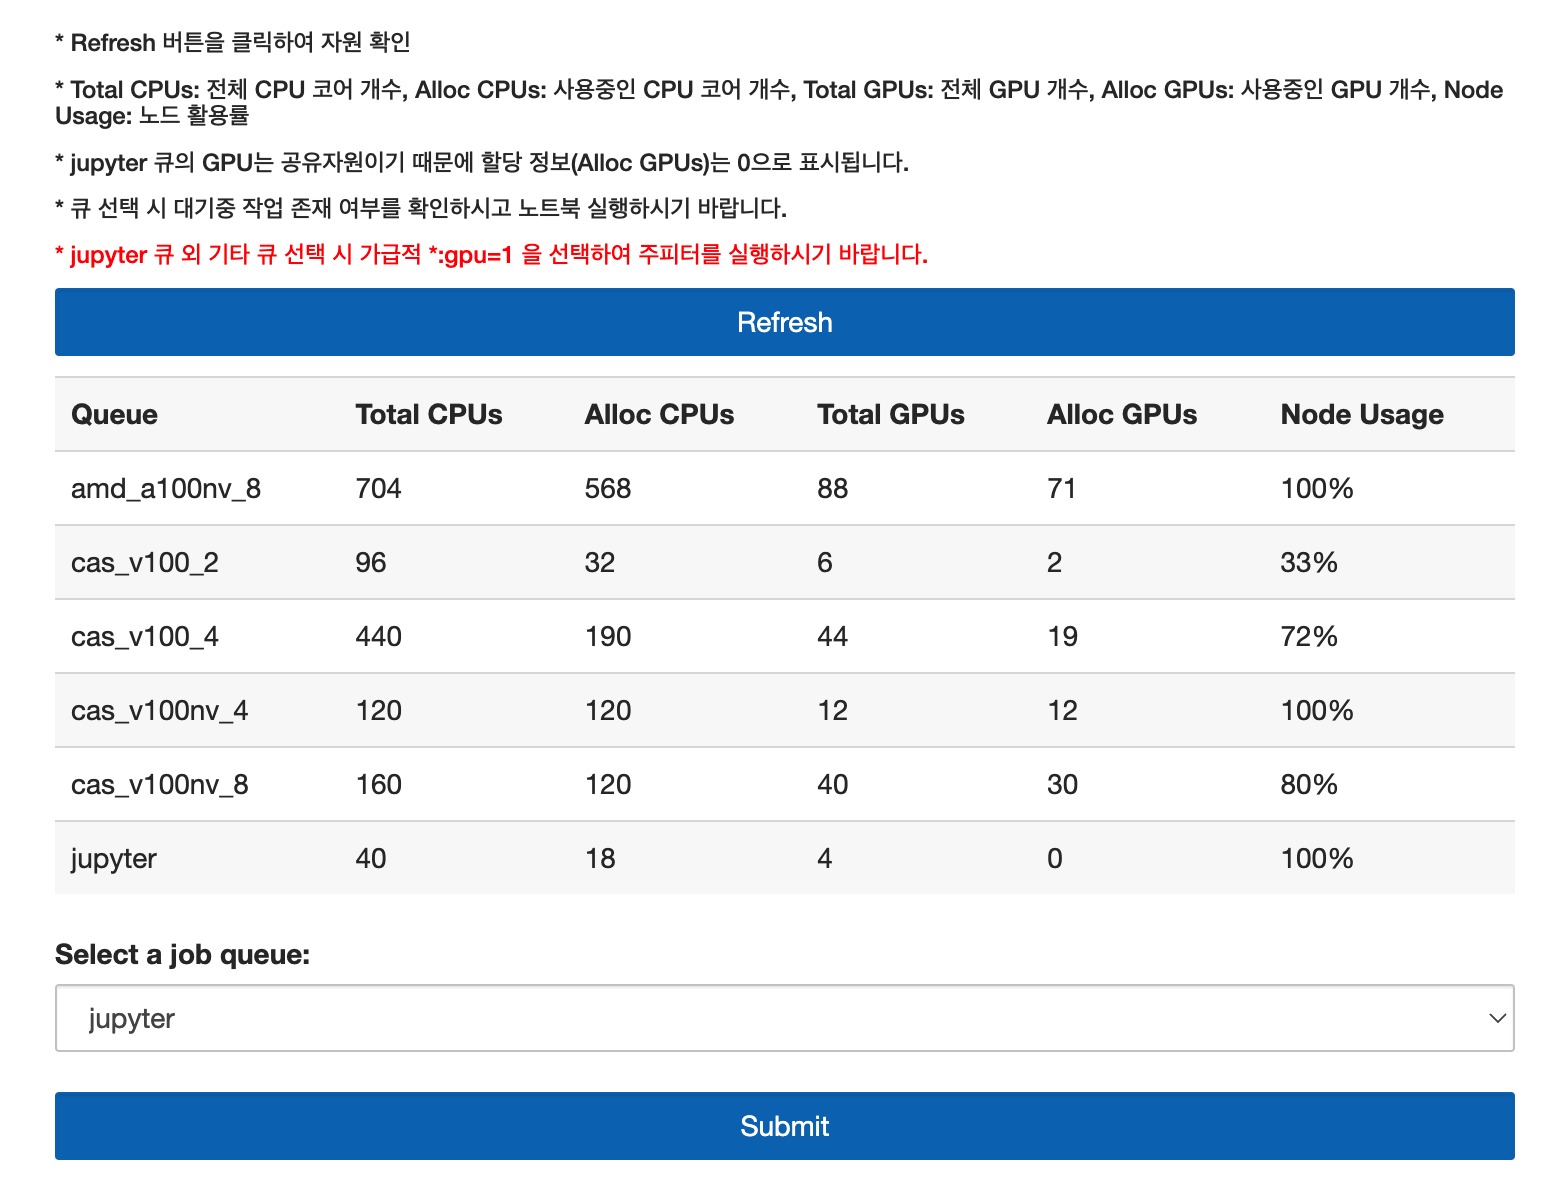 * Refresh 버튼을 클릭하여 자원 확인
* Total CPUs: 전체 CPU 코어 개수, Alloc CPUs: 사용중인 CPU 코어 개수, Total GPUs: 전체 GPU 개수, Alloc GPUs: 사용중인 GPU 개수, Node
Usage: 노드 활용률
* jupyter 큐의 GPU는 공유자원이기 때문에 할당 정보(Alloc GPUs)는 0으로 표시됩니다.
* 큐 선택 시 대기중 작업 존재 여부를 확인하시고 노트북 실행하시기 바랍니다.
* jupyter 큐 외 기타 큐 선택 시 가급적 *:gpu=1 을 선택하여 주피터를 실행하시기 바랍니다.
Refresh
Queue Total CPUs Alloc CPUs Total GPUs Alloc GPUs Node Usage
amd_a100nv_8 704 568 88 71 100%
cas_v100_2 96 32 6 2 33%
cas_v100_4 440 190 44 19 72%
cas_v100nv_4 120 120 12 12 100%
cas_v100nv_8 160 120 40 30 80%
jupyter 40 18 4 0 100%
Select a job queue:
jupyter
Submit